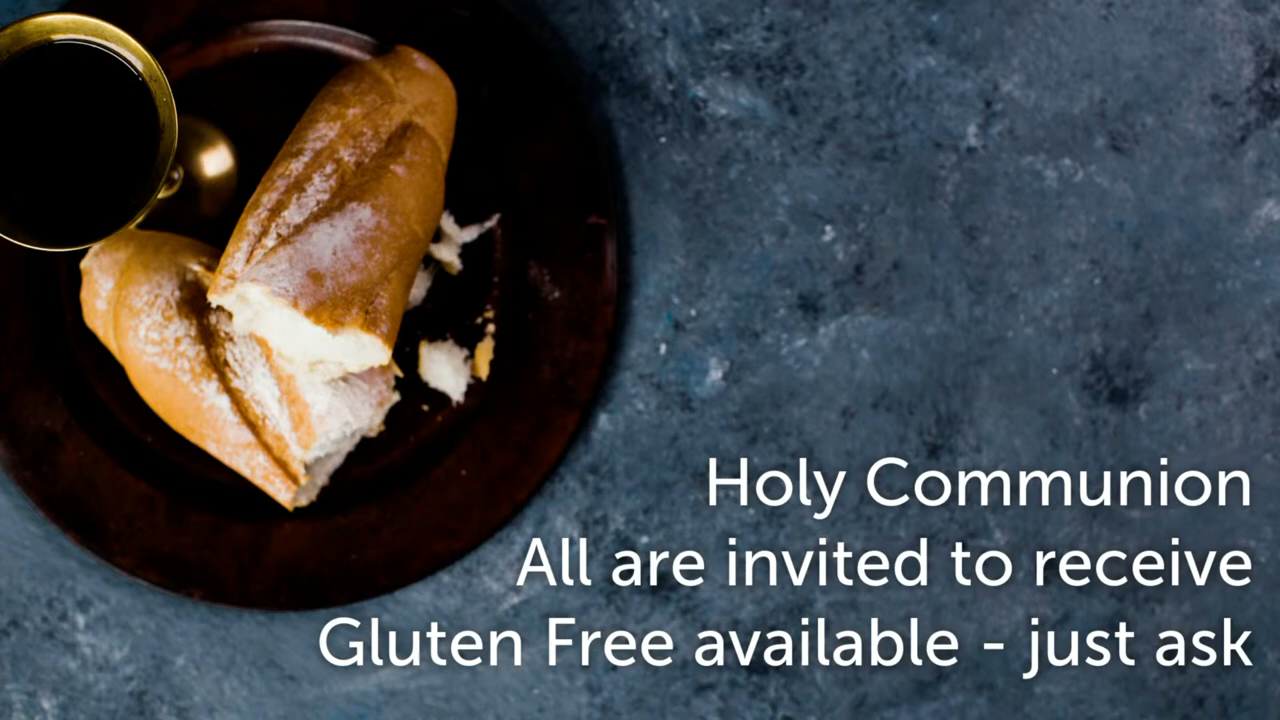 Holy Communion
All are invited to receive
Gluten Free available - just ask